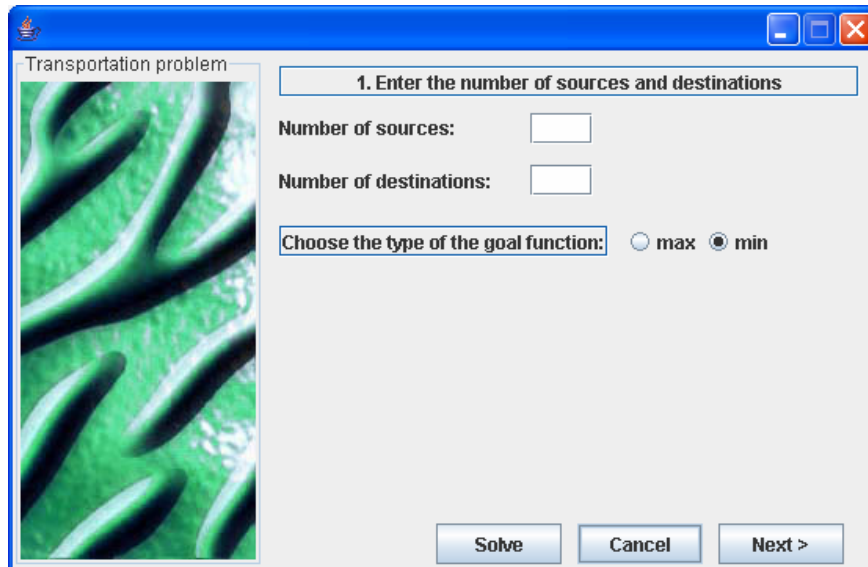 Transportation problem
1. Enter the number of sources and destinations
Number of sources:
Number of destinations:
Choose the type of the goal function: max min
Solve Cancel Next >